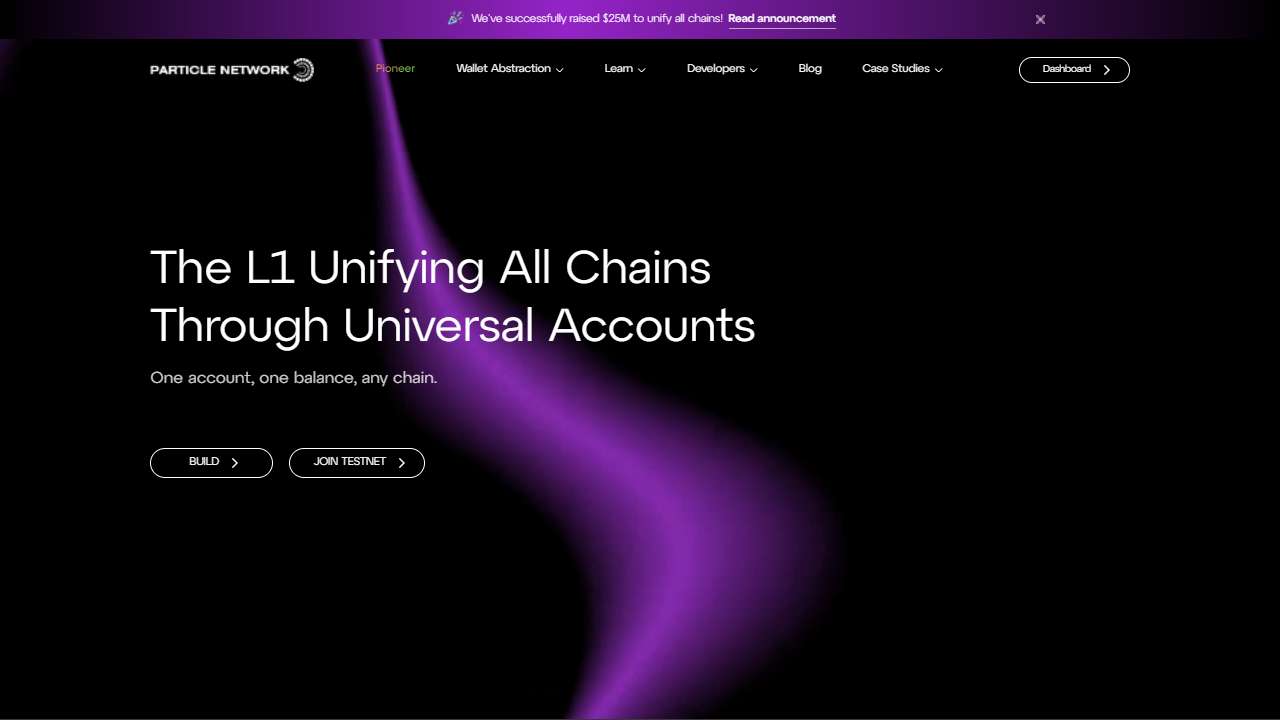 🎉 We've successfully raised $25M to unify all chains! Read announcement
PARTICLE NETWORK
Pioneer
Wallet Abstraction
Learn
Developers
Blog
Case Studies
Dashboard
The L1 Unifying All Chains
Through Universal Accounts
One account, one balance, any chain.
BUILD
JOIN TESTNET